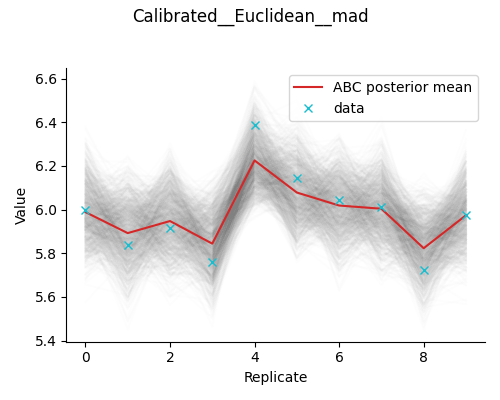 Calibrated__Euclidean__mad
6.6
6.4
6.2
6.0
5.8
5.6
5.4
Value
ABC posterior mean
data
0
2
4
6
8
Replicate